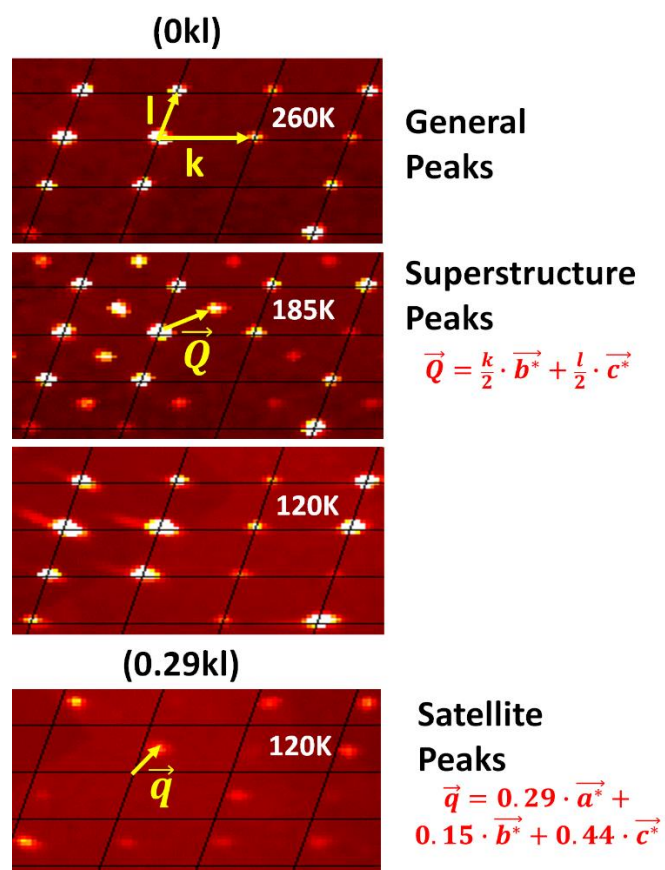 (0kl)
l
k
260K
General
Peaks
185K
Q⃗
Superstructure
Peaks
Q⃗ = k/2 · b*⃗ + l/2 · c*⃗
120K
(0.29kl)
120K
q⃗
Satellite
Peaks
q⃗ = 0.29 · a*⃗ +
0.15 · b*⃗ + 0.44 · c*⃗